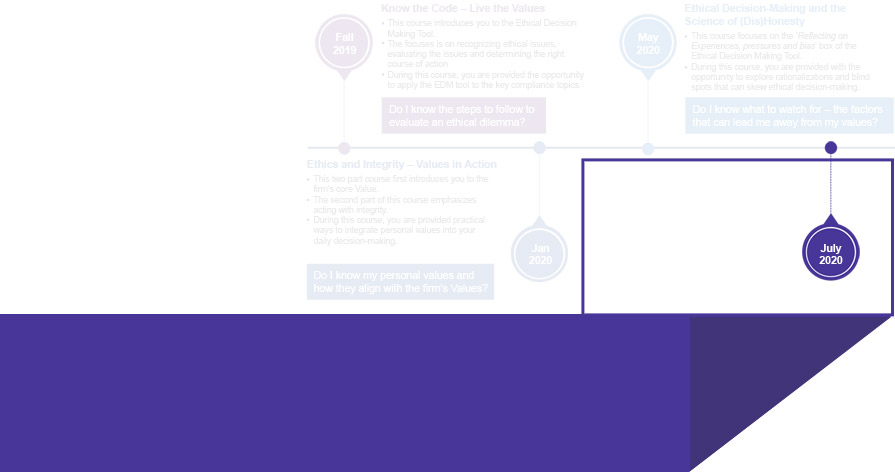 Know the Code – Live the Values
• This course introduces you to the Ethical Decision
Making Tool.
• The focuses is on recognizing ethical issues,
evaluating the issues and determining the right
course of action
• During this course, you are provided the opportunity
to apply the EDM tool to the key compliance topics
Fall
2019
Do I know the steps to follow to
evaluate an ethical dilemma?
Ethical Decision-Making and the
Science of (Dis)Honesty
• This course focuses on the 'Reflecting on
Experiences, pressures and bias' box of the
Ethical Decision Making Tool.
• During this course, you are provided with the
opportunity to explore rationalizations and blind
spots that can skew ethical decision-making.
May
2020
Do I know what to watch for – the factors
that can lead me away from my values?
Ethics and Integrity – Values in Action
• This two part course first introduces you to the
firm's core Value.
• The second part of this course emphasizes
acting with integrity.
• During this course, you are provided practical
ways to integrate personal values into your
daily decision-making.
Jan
2020
Do I know my personal values and
how they align with the firm's Values?
July
2020